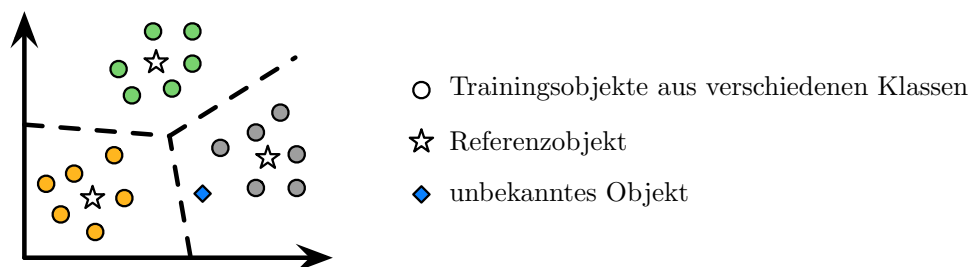 Trainingsobjekte aus verschiedenen Klassen
Referenzobjekt
unbekanntes Objekt